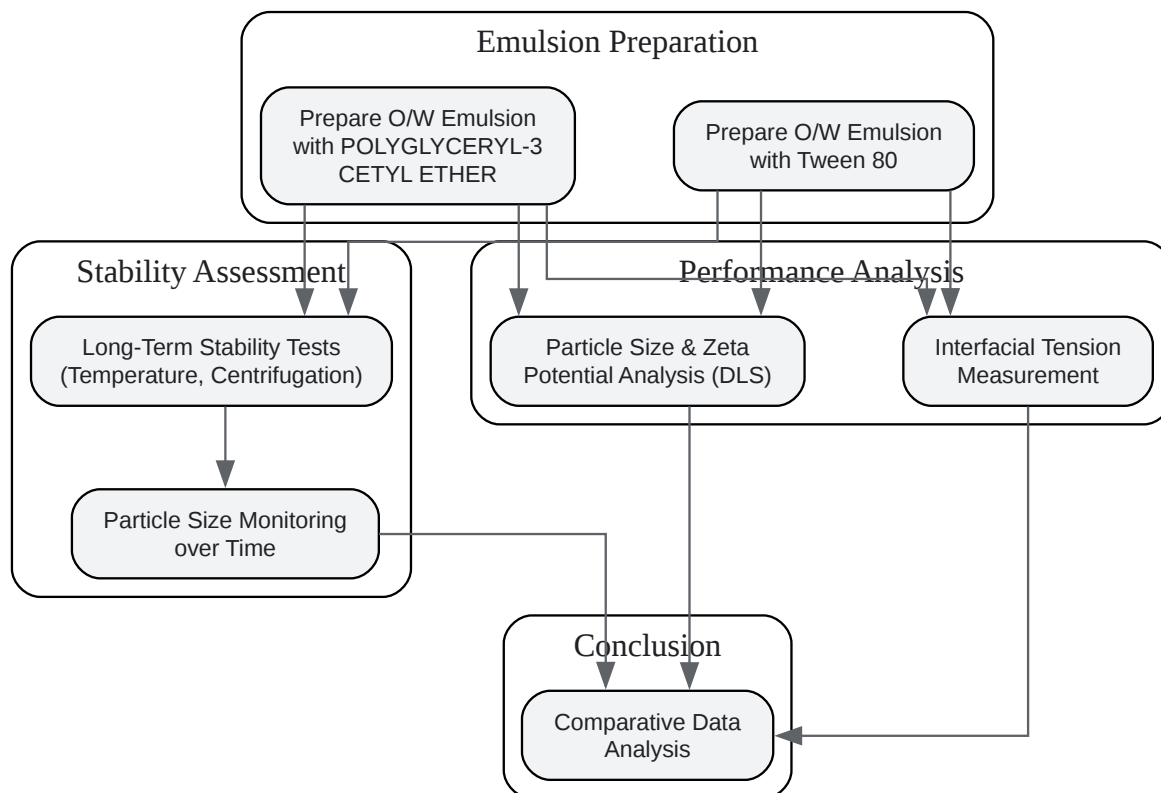 Emulsion Preparation
Prepare O/W Emulsion
with POLYGLYCERYL-3
CETYL ETHER
Prepare O/W Emulsion
with Tween 80
Stability Assessment
Performance Analysis
Long-Term Stability Tests
(Temperature, Centrifugation)
Particle Size & Zeta
Potential Analysis (DLS)
Interfacial Tension
Measurement
Particle Size Monitoring
over Time
Conclusion
Comparative Data
Analysis